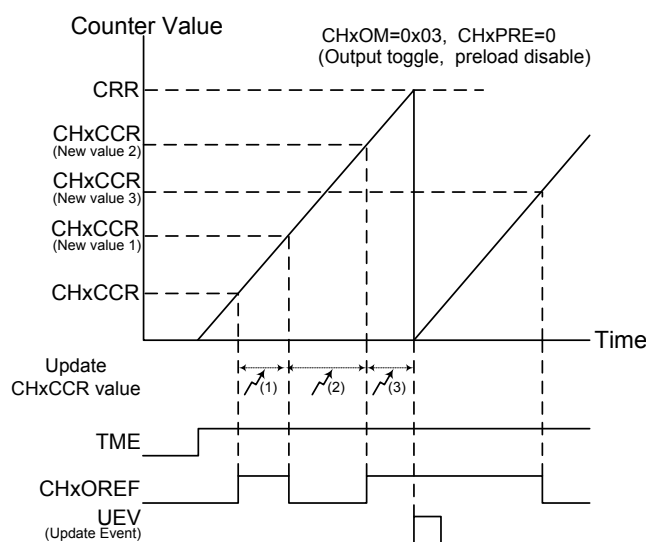 Counter Value
CHxOM=0x03, CHxPRE=0
(Output toggle, preload disable)
CRR
CHxCCR
(New value 2)
CHxCCR
(New value 3)
CHxCCR
(New value 1)
CHxCCR
Time
Update
CHxCCR value
(1)
(2)
(3)
TME
CHxOREF
UEV
(Update Event)